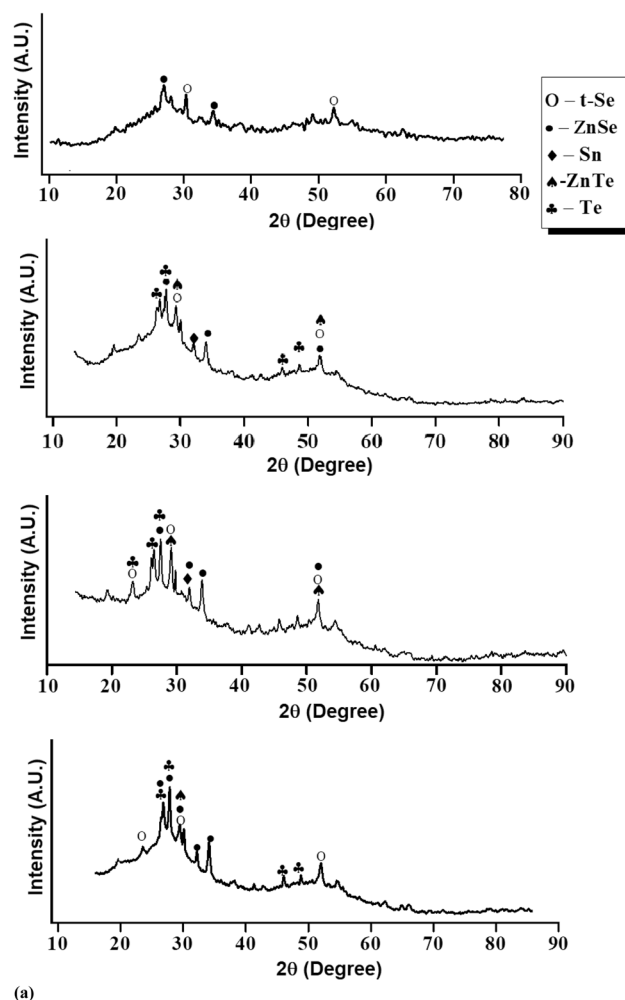 Intensity (A.U.)
10 20 30 40 50 60 70 80
2θ (Degree)
O – t-Se
● – ZnSe
♦ – Sn
♠-ZnTe
♣ – Te
Intensity (A.U.)
10 20 30 40 50 60 70 80 90
2θ (Degree)
Intensity (A.U.)
10 20 30 40 50 60 70 80 90
2θ (Degree)
Intensity (A.U.)
10 20 30 40 50 60 70 80 90
2θ (Degree)
(a)